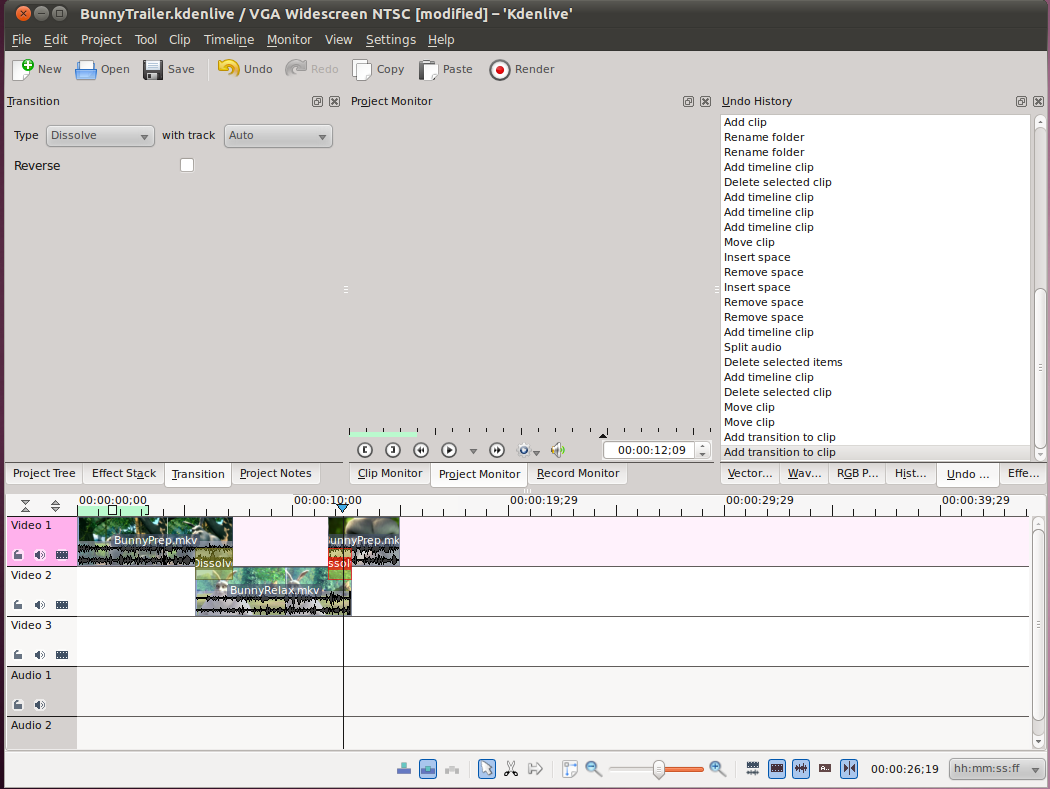 BunnyTrailer.kdenlive / VGA Widescreen NTSC [modified] – 'Kdenlive'
File Edit Project Tool Clip Timeline Monitor View Settings Help
New Open Save Undo Redo Copy Paste Render
Transition
Type Dissolve with track Auto
Reverse
Project Monitor
00:00:12;09
Undo History
Add clip
Rename folder
Rename folder
Add timeline clip
Delete selected clip
Add timeline clip
Add timeline clip
Add timeline clip
Move clip
Insert space
Remove space
Insert space
Remove space
Remove space
Add timeline clip
Split audio
Delete selected items
Add timeline clip
Delete selected clip
Move clip
Move clip
Add transition to clip
Add transition to clip
Project Tree Effect Stack Transition Project Notes Clip Monitor Project Monitor Record Monitor Vector... Wav... RGB P... Hist... Undo ... Effe...
00:00:00;00 00:00:10;00 00:00:19;29 00:00:29;29 00:00:39;29
Video 1
BunnyPrep.mkv BunnyPrep.mk
Dissolv ssol
Video 2
BunnyRelax.mkv
Video 3
Audio 1
Audio 2
00:00:26;19 hh:mm:ss:ff